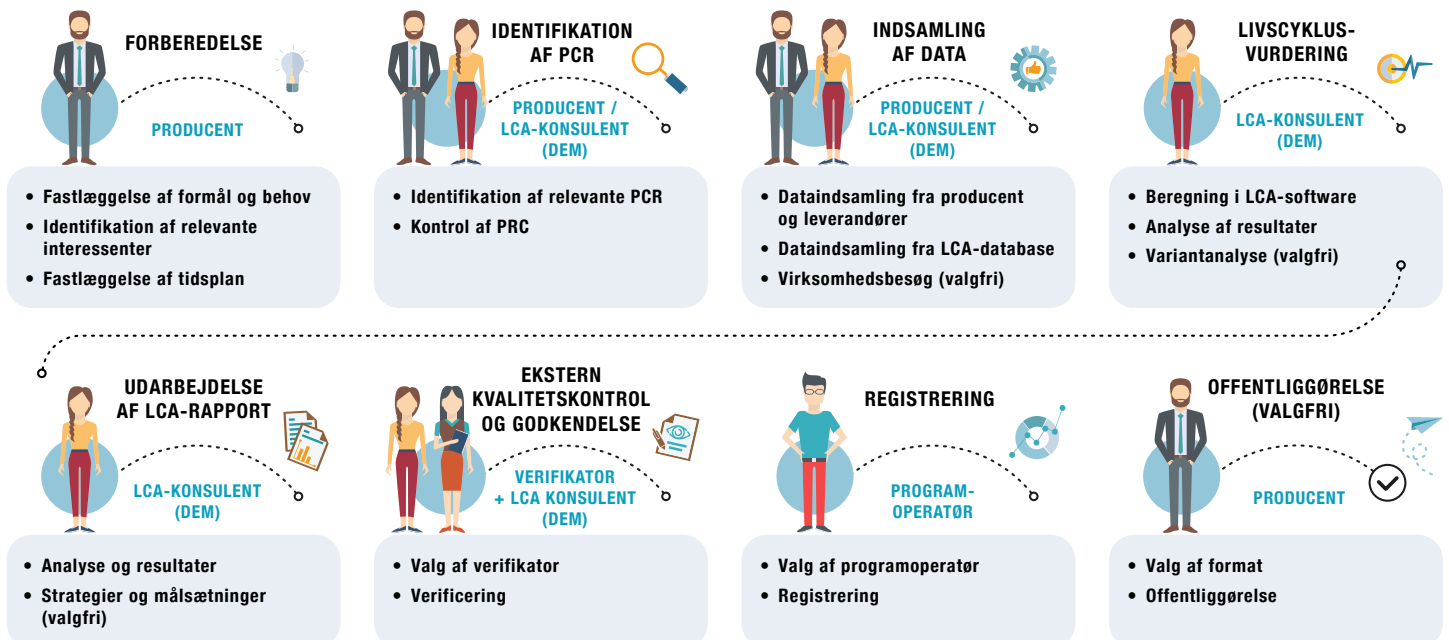 FORBEREDELSE
PRODUCENT
• Fastlæggelse af formål og behov
• Identifikation af relevante
interessenter
• Fastlæggelse af tidsplan
IDENTIFIKATION
AF PCR
PRODUCENT /
LCA-KONSULENT
(DEM)
• Identifikation af relevante PCR
• Kontrol af PRC
INDSAMLING
AF DATA
PRODUCENT /
LCA-KONSULENT
(DEM)
• Dataindsamling fra producent
og leverandører
• Dataindsamling fra LCA-database
• Virksomhedsbesøg (valgfri)
LIVSCYKLUS-
VURDERING
LCA-KONSULENT
(DEM)
• Beregning i LCA-software
• Analyse af resultater
• Variantanalyse (valgfri)
UDARBEJDELSE
AF LCA-RAPPORT
LCA-KONSULENT
(DEM)
• Analyse og resultater
• Strategier og målsætninger
(valgfri)
EKSTERN
KVALITETSKONTROL
OG GODKENDELSE
VERIFIKATOR
+ LCA KONSULENT
(DEM)
• Valg af verifikator
• Verificering
REGISTRERING
PROGRAM-
OPERATØR
• Valg af programoperatør
• Registrering
OFFENTLIGGØRELSE
(VALGFRI)
PRODUCENT
• Valg af format
• Offentliggørelse